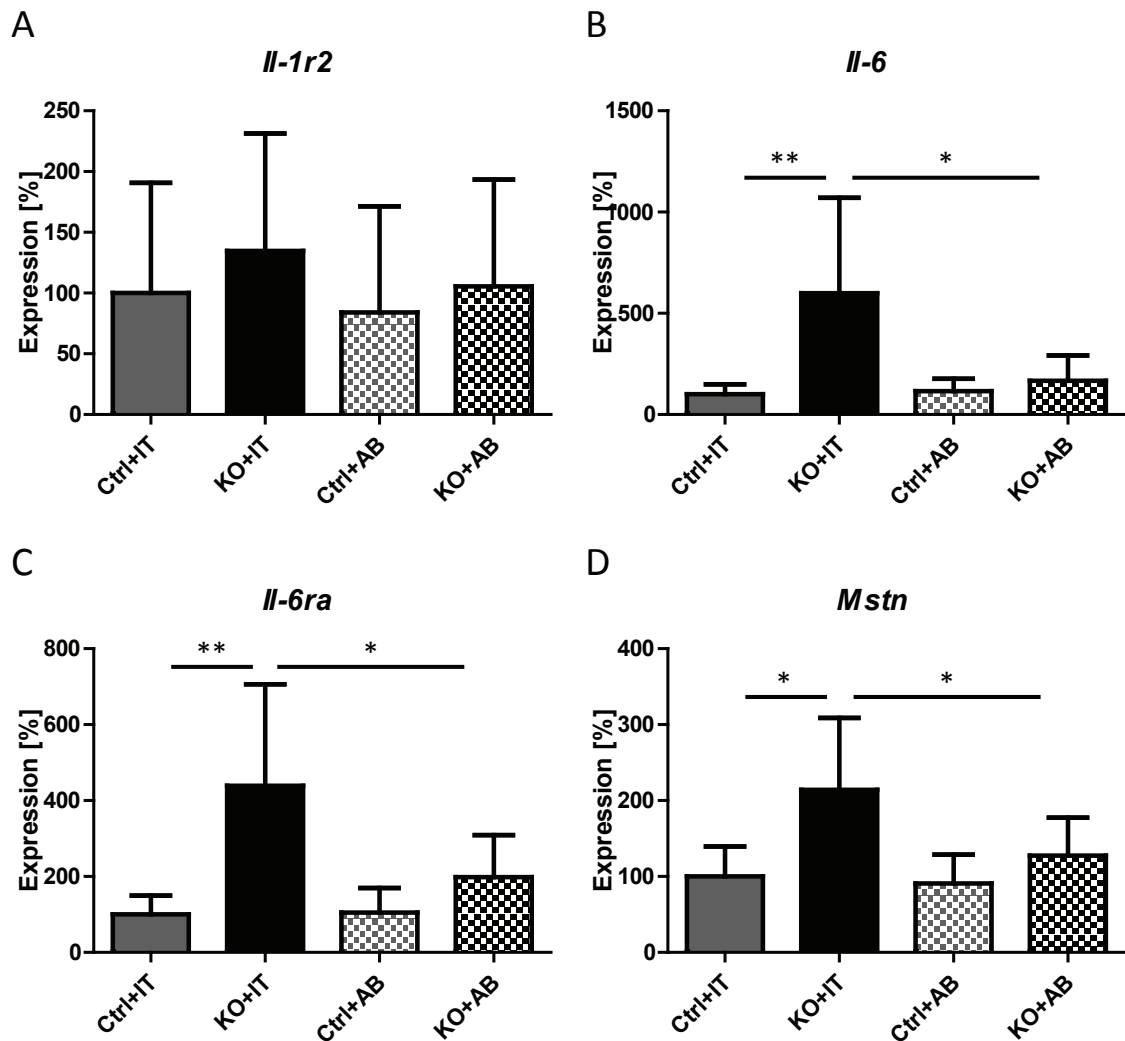 A
Il-1r2
Expression [%]
250
200
150
100
50
0
Ctrl+IT
KO+IT
Ctrl+AB
KO+AB
B
Il-6
Expression [%]
1500
1000
500
0
**
*
Ctrl+IT
KO+IT
Ctrl+AB
KO+AB
C
Il-6ra
Expression [%]
800
600
400
200
0
**
*
Ctrl+IT
KO+IT
Ctrl+AB
KO+AB
D
Mstn
Expression [%]
400
300
200
100
0
*
*
Ctrl+IT
KO+IT
Ctrl+AB
KO+AB